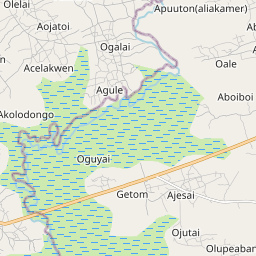 Olelai
Apuuton(aliakamer)
Aojatoi
Ogalai
Oale
Acelakwen
Agule
Aboiboi
Akolodongo
Oguyai
Getom
Ajesai
Ojutai
Olupeaban